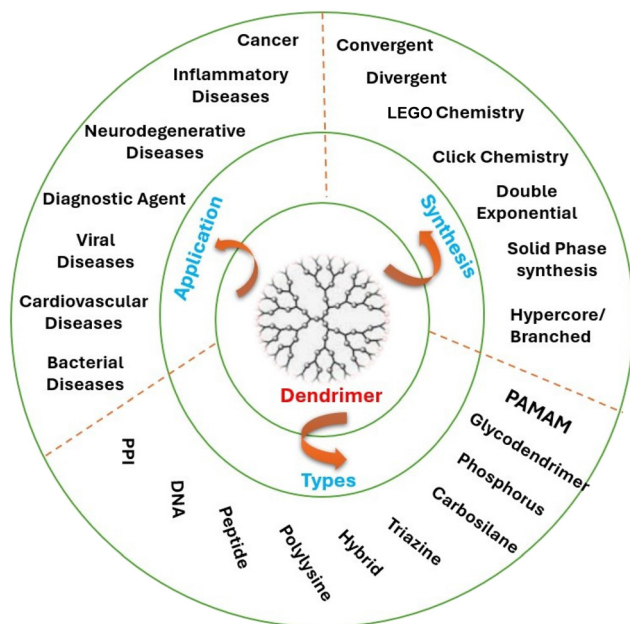 Cancer
Inflammatory
Diseases
Neurodegenerative
Diseases
Diagnostic Agent
Viral
Diseases
Cardiovascular
Diseases
Bacterial
Diseases
Application
Convergent
Divergent
LEGO Chemistry
Click Chemistry
Double
Exponential
Solid Phase
synthesis
Hypercore/
Branched
Synthesis
Dendrimer
Types
PAMAM
Glycodendrimer
Phosphorus
Carbosilane
Triazine
Hybrid
Polylysine
Peptide
DNA
PPI